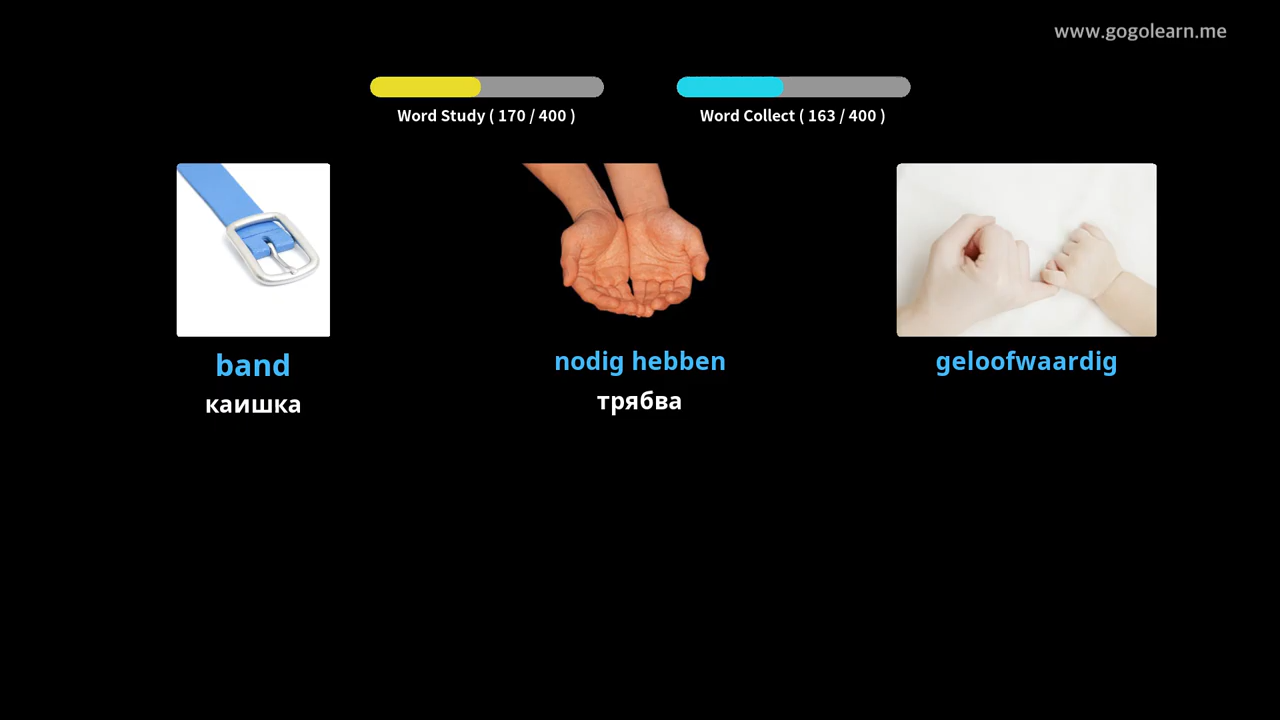 www.gogolearn.me
Word Study ( 170 / 400 )
Word Collect ( 163 / 400 )
band
каишка
nodig hebben
трябва
geloofwaardig